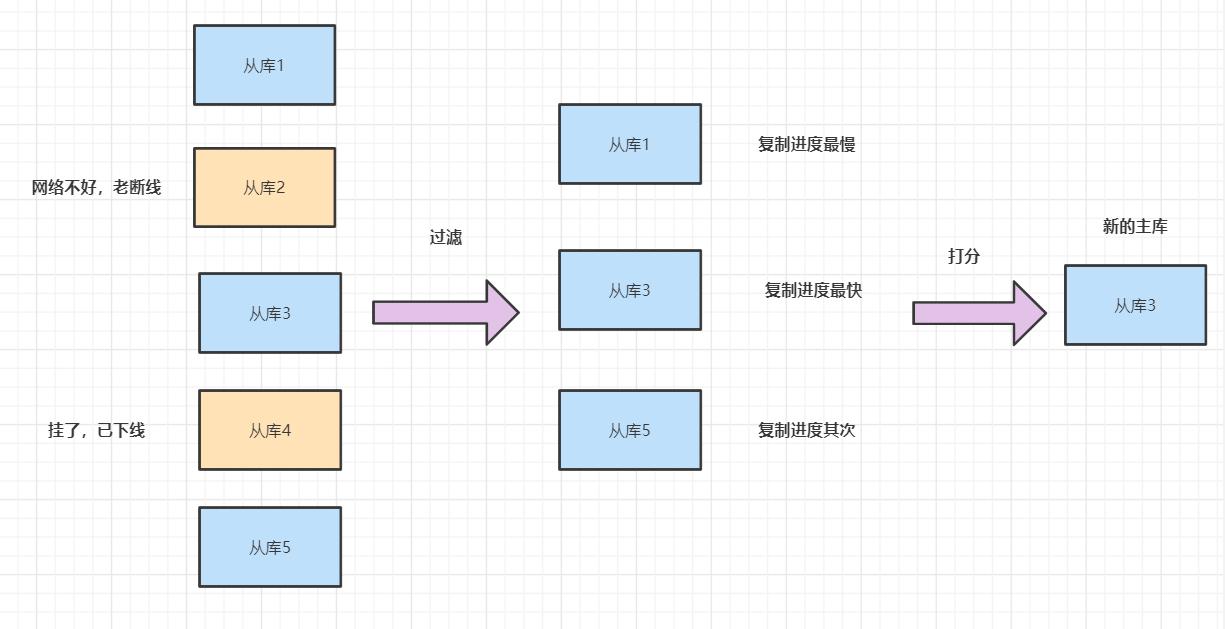 从库1
网络不好，老断线
从库2
从库3
挂了，已下线
从库4
从库5
过滤
从库1
复制进度最慢
从库3
复制进度最快
从库5
复制进度其次
打分
新的主库
从库3